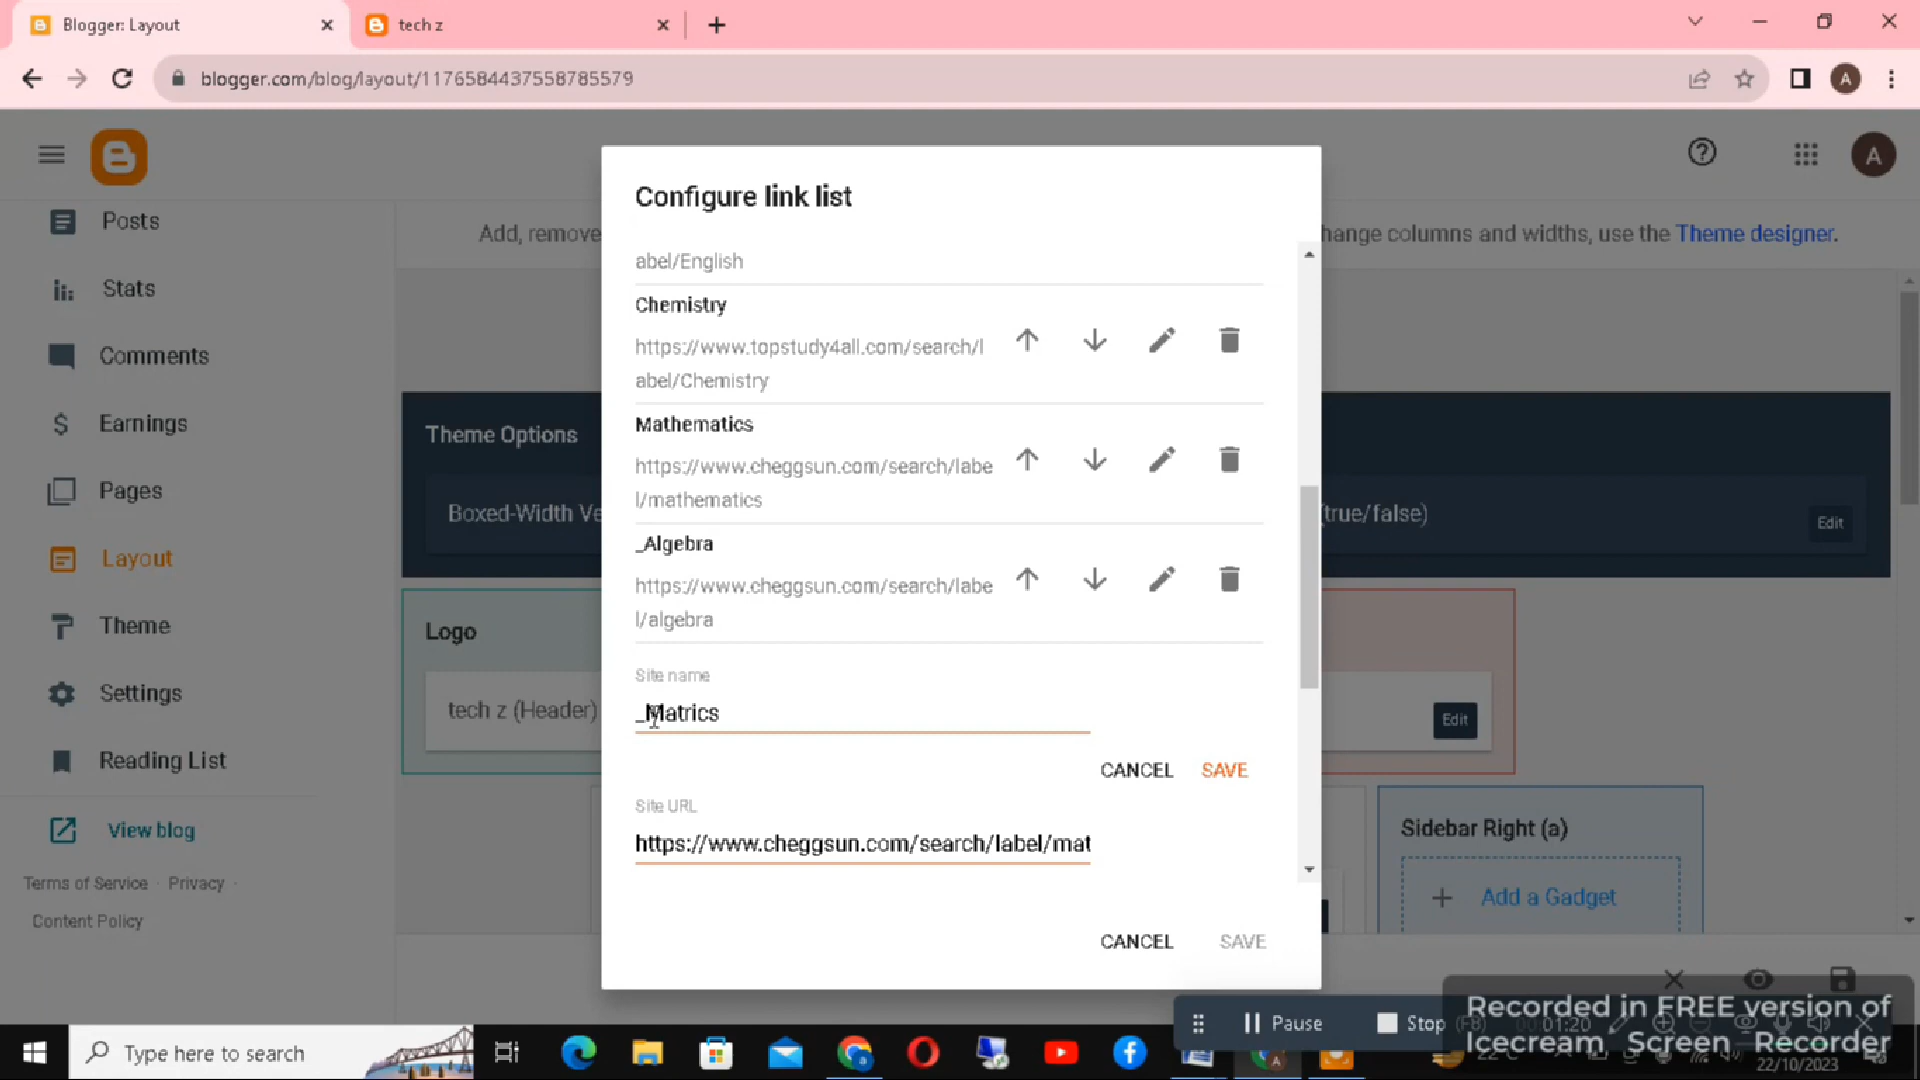 Blogger: Layout
tech z
blogger.com/blog/layout/1176584437558785579
A
A
Posts
Stats
Comments
Earnings
Pages
Layout
Theme
Settings
Reading List
View blog
Terms of Service · Privacy ·
Content Policy
Add, remove
hange columns and widths, use the Theme designer.
Theme Options
Boxed-Width Ve
(true/false)
Edit
Logo
tech z (Header)
Edit
Sidebar Right (a)
+ Add a Gadget
Configure link list
abel/English
Chemistry
https://www.topstudy4all.com/search/l
abel/Chemistry
Mathematics
https://www.cheggsun.com/search/labe
l/mathematics
_Algebra
https://www.cheggsun.com/search/labe
l/algebra
Site name
_Matrics
CANCEL SAVE
Site URL
https://www.cheggsun.com/search/label/mat
CANCEL SAVE
Pause Stop (F8) 00:01:20
Recorded in FREE version of
Icecream Screen Recorder
Type here to search
22°C
22/10/2023